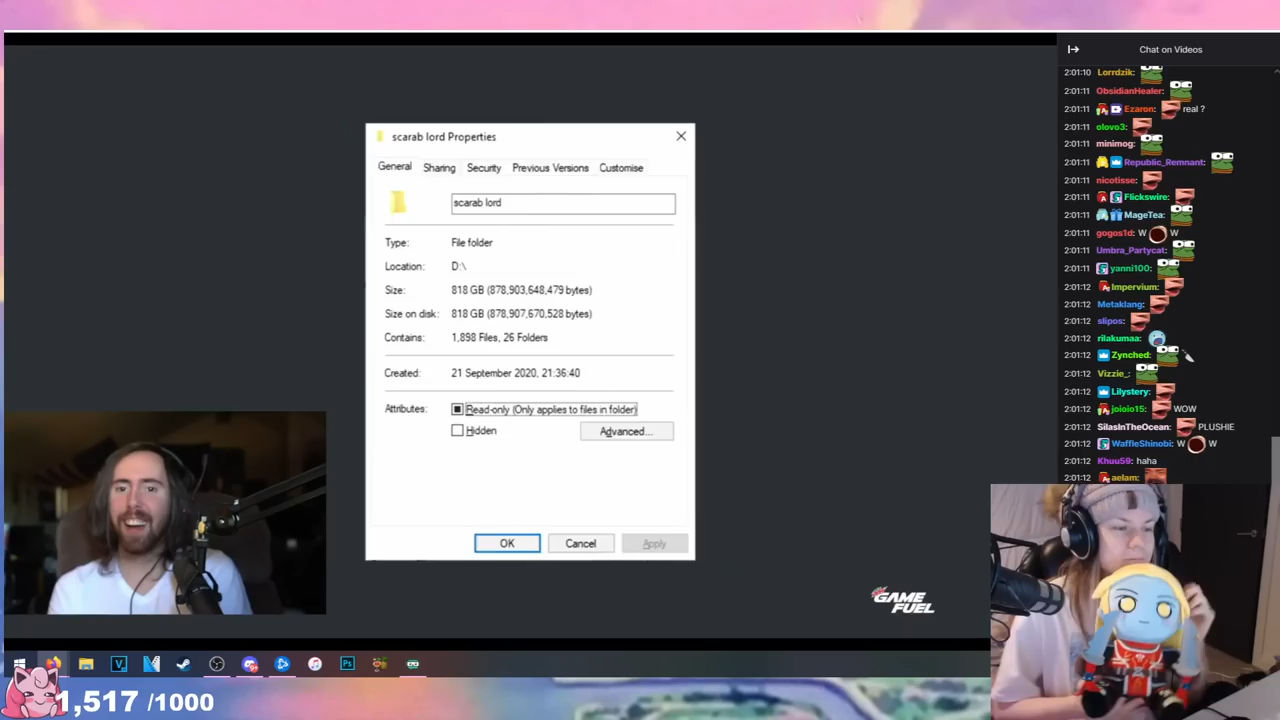 Chat on Videos
scarab lord Properties
General Sharing Security Previous Versions Customise
scarab lord
Type: File folder
Location: D:\
Size: 818 GB (878,903,648,479 bytes)
Size on disk: 818 GB (878,907,670,528 bytes)
Contains: 1,898 Files, 26 Folders
Created: 21 September 2020, 21:36:40
Attributes: Read-only (Only applies to files in folder)
Hidden Advanced...
OK Cancel Apply
GAME
FUEL
2:01:10 Lorrdzik:
2:01:11 ObsidianHealer:
2:01:11 Ezaron: real ?
2:01:11 olovo3:
2:01:11 minimog:
2:01:11 Republic_Remnant:
2:01:11 nicotisse:
2:01:11 Flickswire:
2:01:11 MageTea:
2:01:11 gogos1d: W W
2:01:11 Umbra_Partycat:
2:01:11 yanni100:
2:01:12 Impervium:
2:01:12 Metaklang:
2:01:12 slipos:
2:01:12 rilakumaa:
2:01:12 Zynched:
2:01:12 Vizzie_:
2:01:12 Lilystery:
2:01:12 joioio15: WOW
2:01:12 SilasInTheOcean: PLUSHIE
2:01:12 WaffleShinobi: W W
2:01:12 Khuu59: haha
2:01:12 aelam:
Ps
1,517 /1000